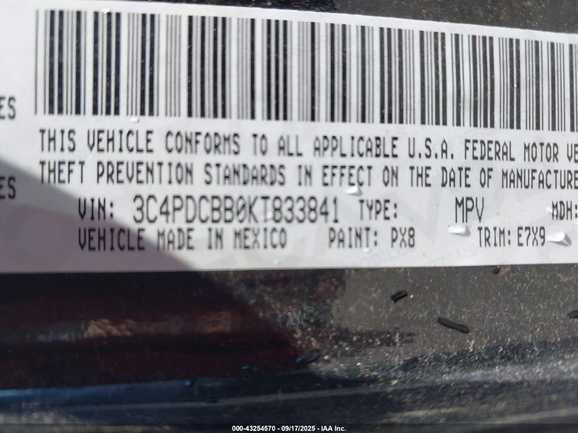 ES
THIS VEHICLE CONFORMS TO ALL APPLICABLE U.S.A. FEDERAL MOTOR VE
THEFT PREVENTION STANDARDS IN EFFECT ON THE DATE OF MANUFACTURE
ES
VIN: 3C4PDCBB0KT833841 TYPE: MPV MDH:
VEHICLE MADE IN MEXICO PAINT: PX8 TRIM: E7X9
000-43254570 - 09/17/2025 - IAA Inc.